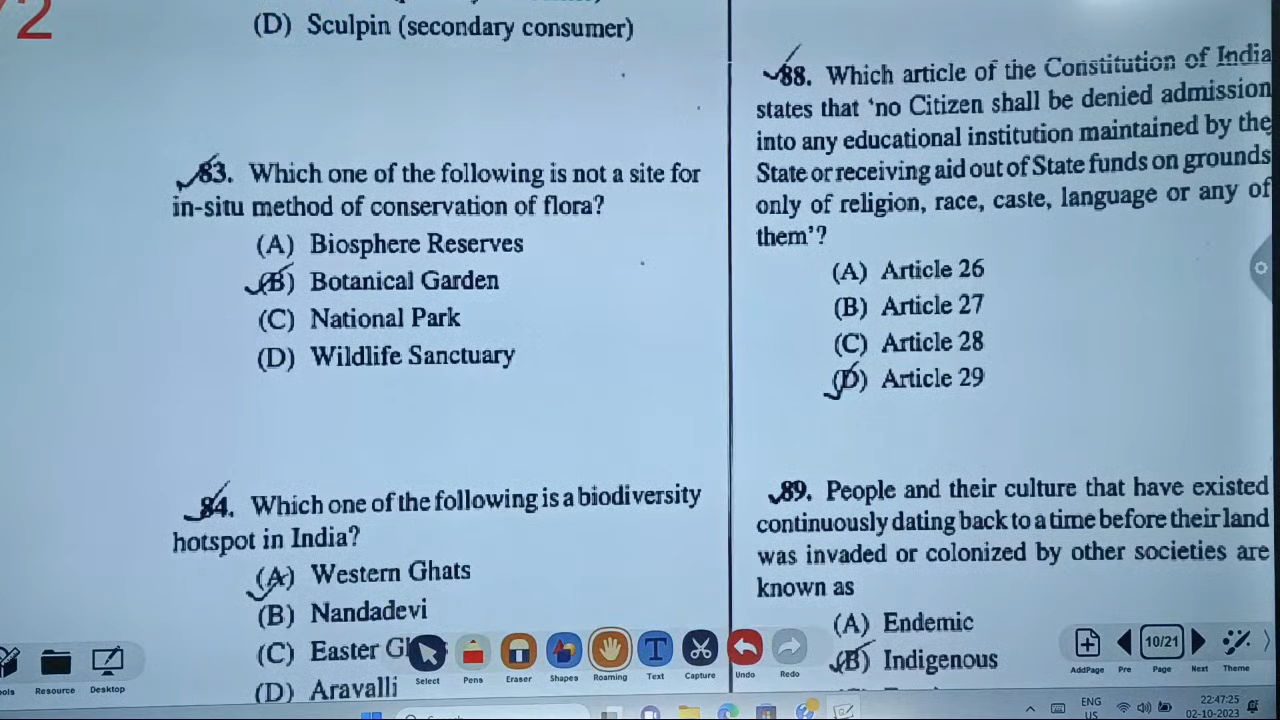 72
(D) Sculpin (secondary consumer)
83. Which one of the following is not a site for
in-situ method of conservation of flora?
(A) Biosphere Reserves
(B) Botanical Garden
(C) National Park
(D) Wildlife Sanctuary
84. Which one of the following is a biodiversity
hotspot in India?
(A) Western Ghats
(B) Nandadevi
(C) Easter
(D) Aravalli
88. Which article of the Constitution of India
states that ‘no Citizen shall be denied admission
into any educational institution maintained by the
State or receiving aid out of State funds on grounds
only of religion, race, caste, language or any of
them’?
(A) Article 26
(B) Article 27
(C) Article 28
(D) Article 29
89. People and their culture that have existed
continuously dating back to a time before their land
was invaded or colonized by other societies are
known as
(A) Endemic
(B) Indigenous
Resource Desktop
Select Pens Eraser Shapes Roaming Text Capture Undo Redo
10/21
AddPage Pre Page Next Theme
ENG
US
22:47:25
02-10-2023